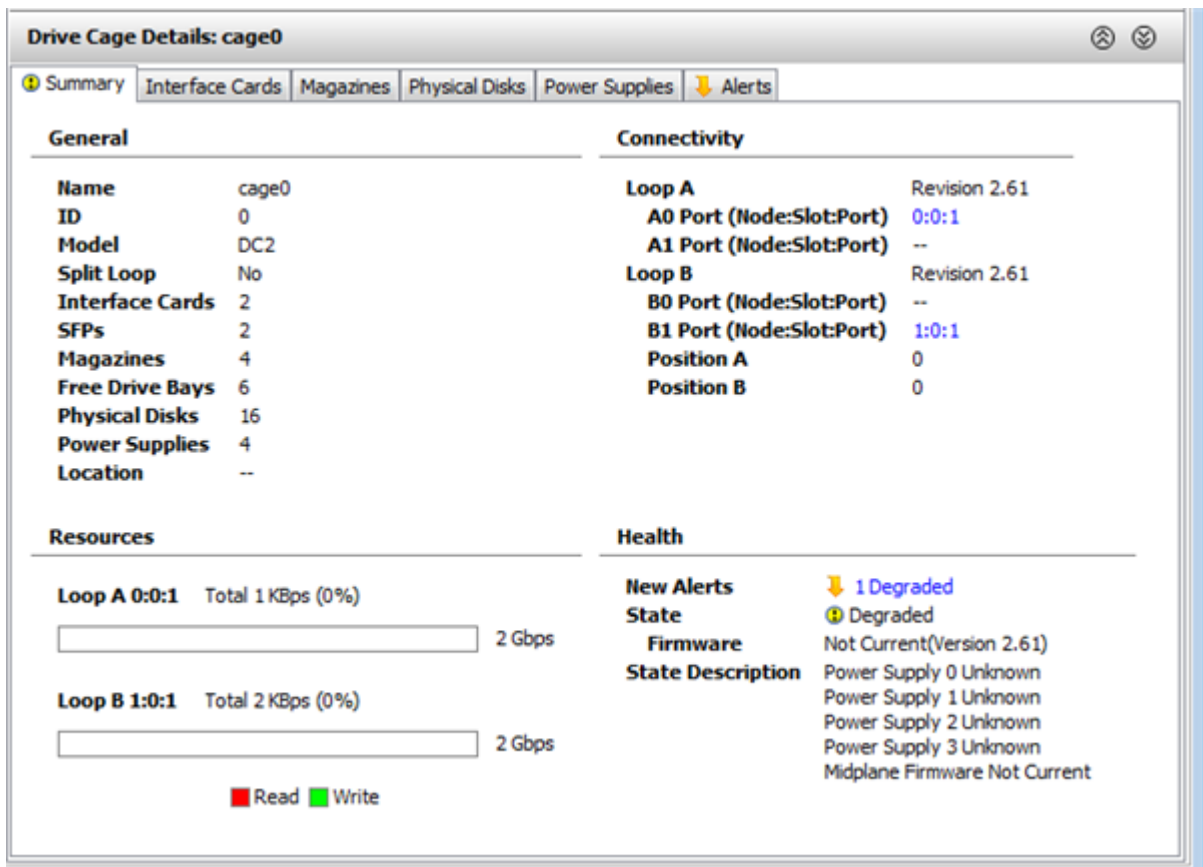 Drive Cage Details: cage0
Summary Interface Cards Magazines Physical Disks Power Supplies Alerts
General
Name cage0
ID 0
Model DC2
Split Loop No
Interface Cards 2
SFPs 2
Magazines 4
Free Drive Bays 6
Physical Disks 16
Power Supplies 4
Location --
Connectivity
Loop A Revision 2.61
A0 Port (Node:Slot:Port) 0:0:1
A1 Port (Node:Slot:Port) --
Loop B Revision 2.61
B0 Port (Node:Slot:Port) --
B1 Port (Node:Slot:Port) 1:0:1
Position A 0
Position B 0
Resources
Loop A 0:0:1 Total 1 KBps (0%)
2 Gbps
Loop B 1:0:1 Total 2 KBps (0%)
2 Gbps
Read Write
Health
New Alerts 1 Degraded
State Degraded
Firmware Not Current(Version 2.61)
State Description Power Supply 0 Unknown
Power Supply 1 Unknown
Power Supply 2 Unknown
Power Supply 3 Unknown
Midplane Firmware Not Current